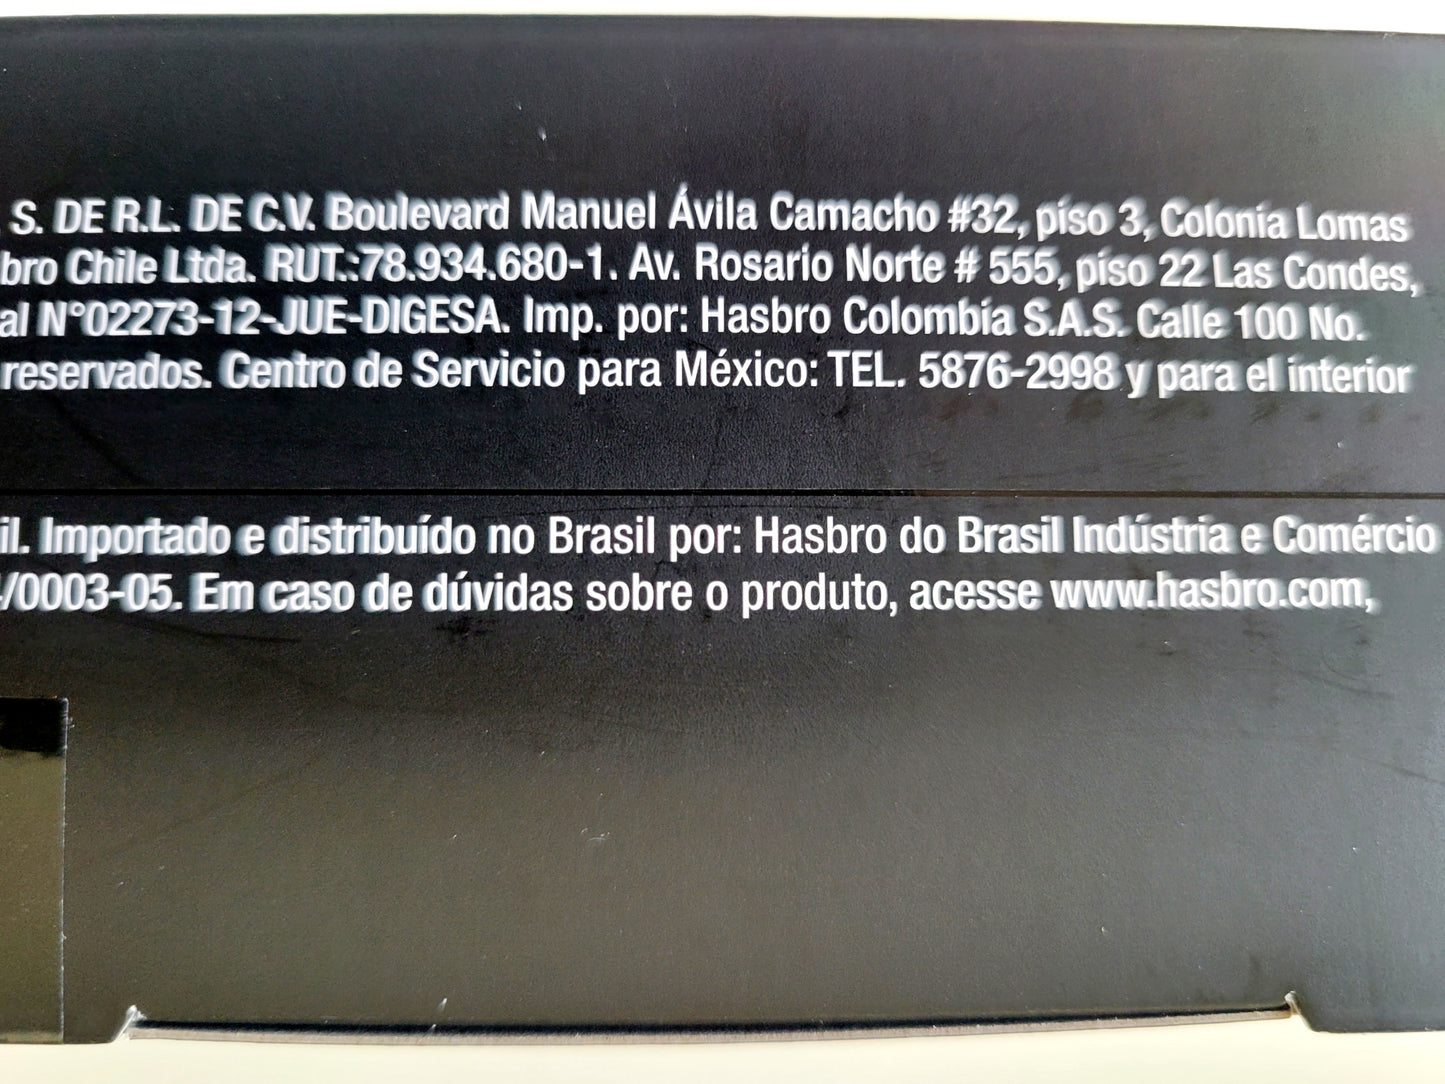 S. DE R.L. DE C.V. Boulevard Manuel Ávila Camacho #32, piso 3, Colonia Lomas
bro Chile Ltda. RUT.:78.934.680-1. Av. Rosario Norte # 555, piso 22 Las Condes,
al N°02273-12-JUE-DIGESA. Imp. por: Hasbro Colombia S.A.S. Calle 100 No.
reservados. Centro de Servicio para México: TEL. 5876-2998 y para el interior
il. Importado e distribuído no Brasil por: Hasbro do Brasil Indústria e Comércio
/0003-05. Em caso de dúvidas sobre o produto, acesse www.hasbro.com,